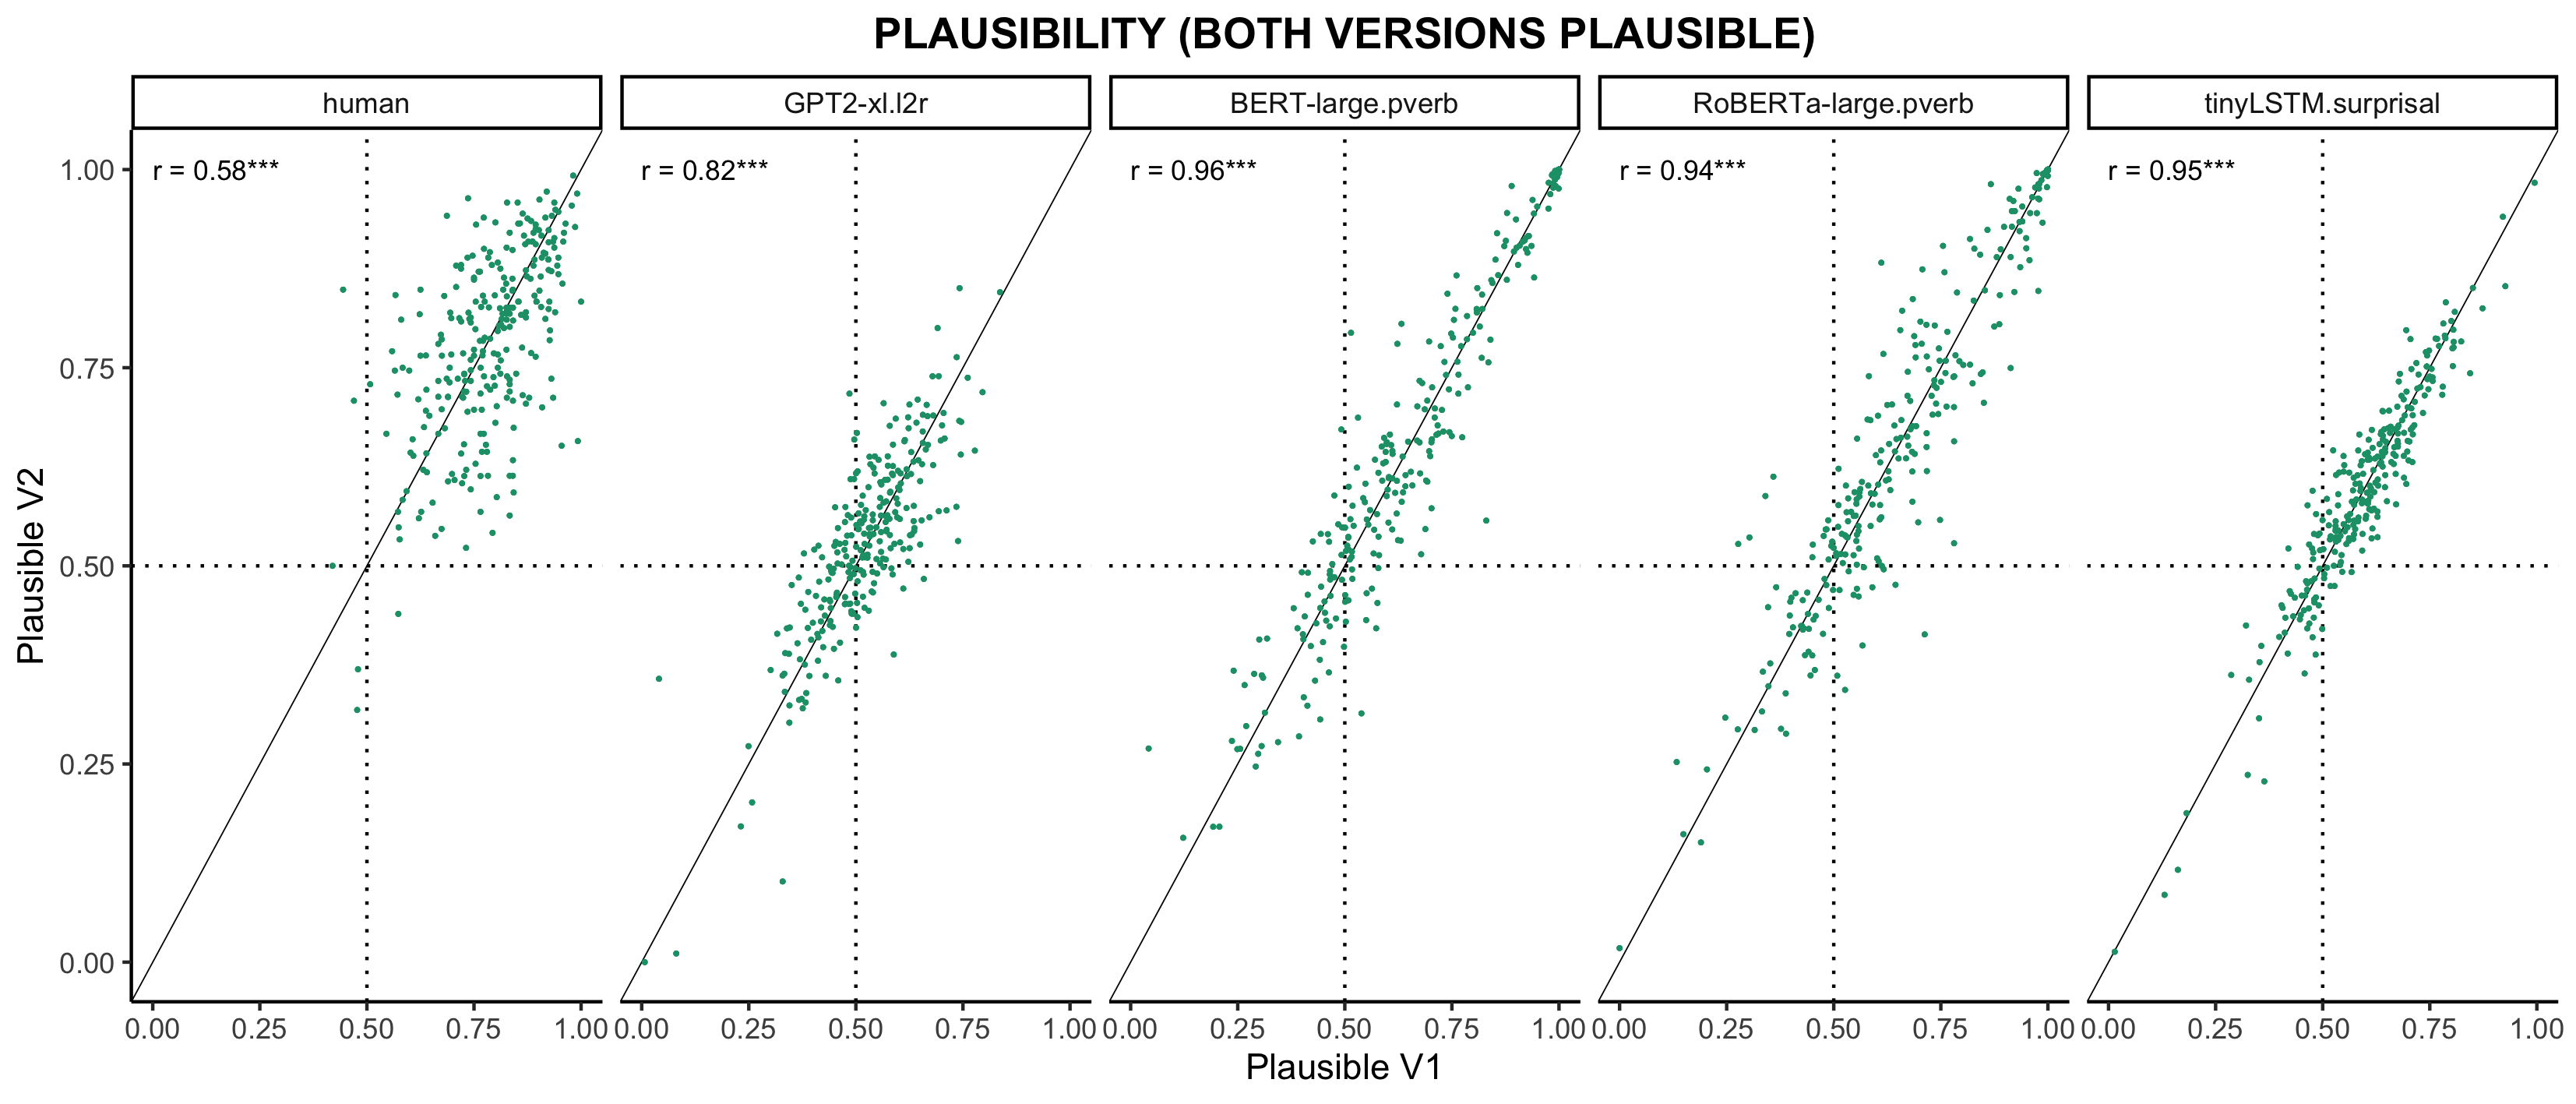 PLAUSIBILITY (BOTH VERSIONS PLAUSIBLE)
human
GPT2-xl.l2r
BERT-large.pverb
RoBERTa-large.pverb
tinyLSTM.surprisal
r = 0.58***
r = 0.82***
r = 0.96***
r = 0.94***
r = 0.95***
Plausible V2
1.00
0.75
0.50
0.25
0.00
0.00 0.25 0.50 0.75 1.00
0.00 0.25 0.50 0.75 1.00
0.00 0.25 0.50 0.75 1.00
0.00 0.25 0.50 0.75 1.00
0.00 0.25 0.50 0.75 1.00
Plausible V1